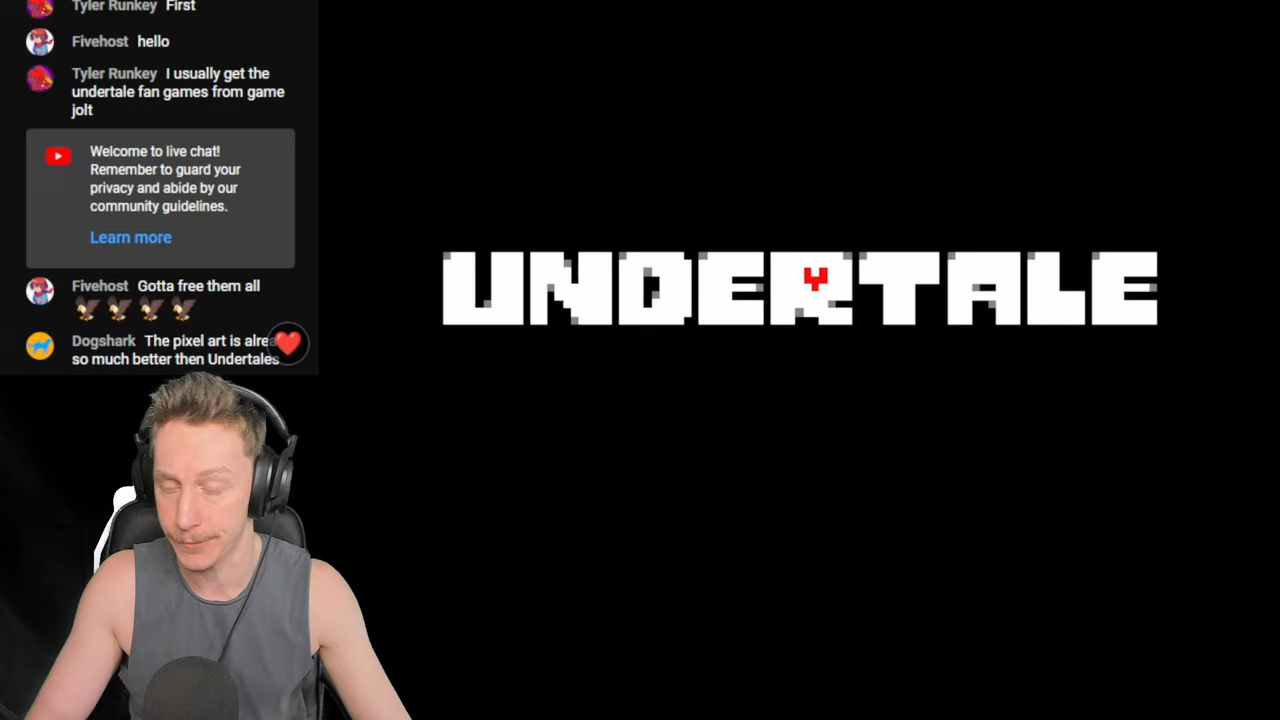 Tyler Runkey First
Fivehost hello
Tyler Runkey I usually get the
undertale fan games from game
jolt
Welcome to live chat!
Remember to guard your
privacy and abide by our
community guidelines.
Learn more
Fivehost Gotta free them all
Dogshark The pixel art is
so much better then Undertales
UNDERTALE